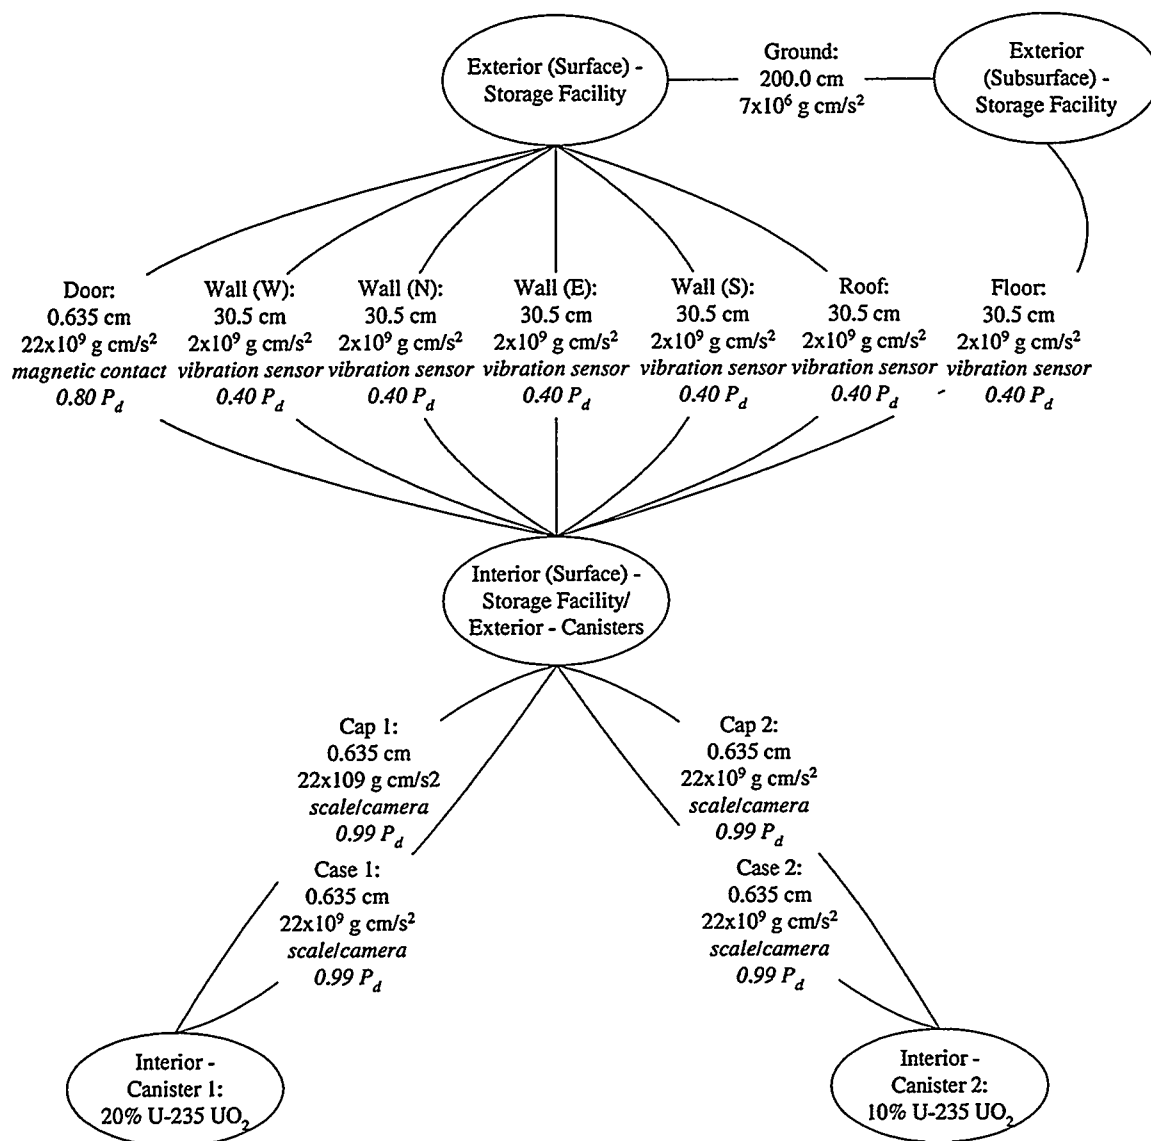 Exterior (Surface) -
Storage Facility
Ground:
200.0 cm
7x10⁶ g cm/s²
Exterior
(Subsurface) -
Storage Facility
Door:
0.635 cm
22x10⁹ g cm/s²
magnetic contact
0.80 P_d
Wall (W):
30.5 cm
2x10⁹ g cm/s²
vibration sensor
0.40 P_d
Wall (N):
30.5 cm
2x10⁹ g cm/s²
vibration sensor
0.40 P_d
Wall (E):
30.5 cm
2x10⁹ g cm/s²
vibration sensor
0.40 P_d
Wall (S):
30.5 cm
2x10⁹ g cm/s²
vibration sensor
0.40 P_d
Roof:
30.5 cm
2x10⁹ g cm/s²
vibration sensor
0.40 P_d
Floor:
30.5 cm
2x10⁹ g cm/s²
vibration sensor
0.40 P_d
Interior (Surface) -
Storage Facility/
Exterior - Canisters
Cap 1:
0.635 cm
22x109 g cm/s2
scale/camera
0.99 P_d
Cap 2:
0.635 cm
22x10⁹ g cm/s²
scale/camera
0.99 P_d
Case 1:
0.635 cm
22x10⁹ g cm/s²
scale/camera
0.99 P_d
Case 2:
0.635 cm
22x10⁹ g cm/s²
scale/camera
0.99 P_d
Interior -
Canister 1:
20% U-235 UO₂
Interior -
Canister 2:
10% U-235 UO₂